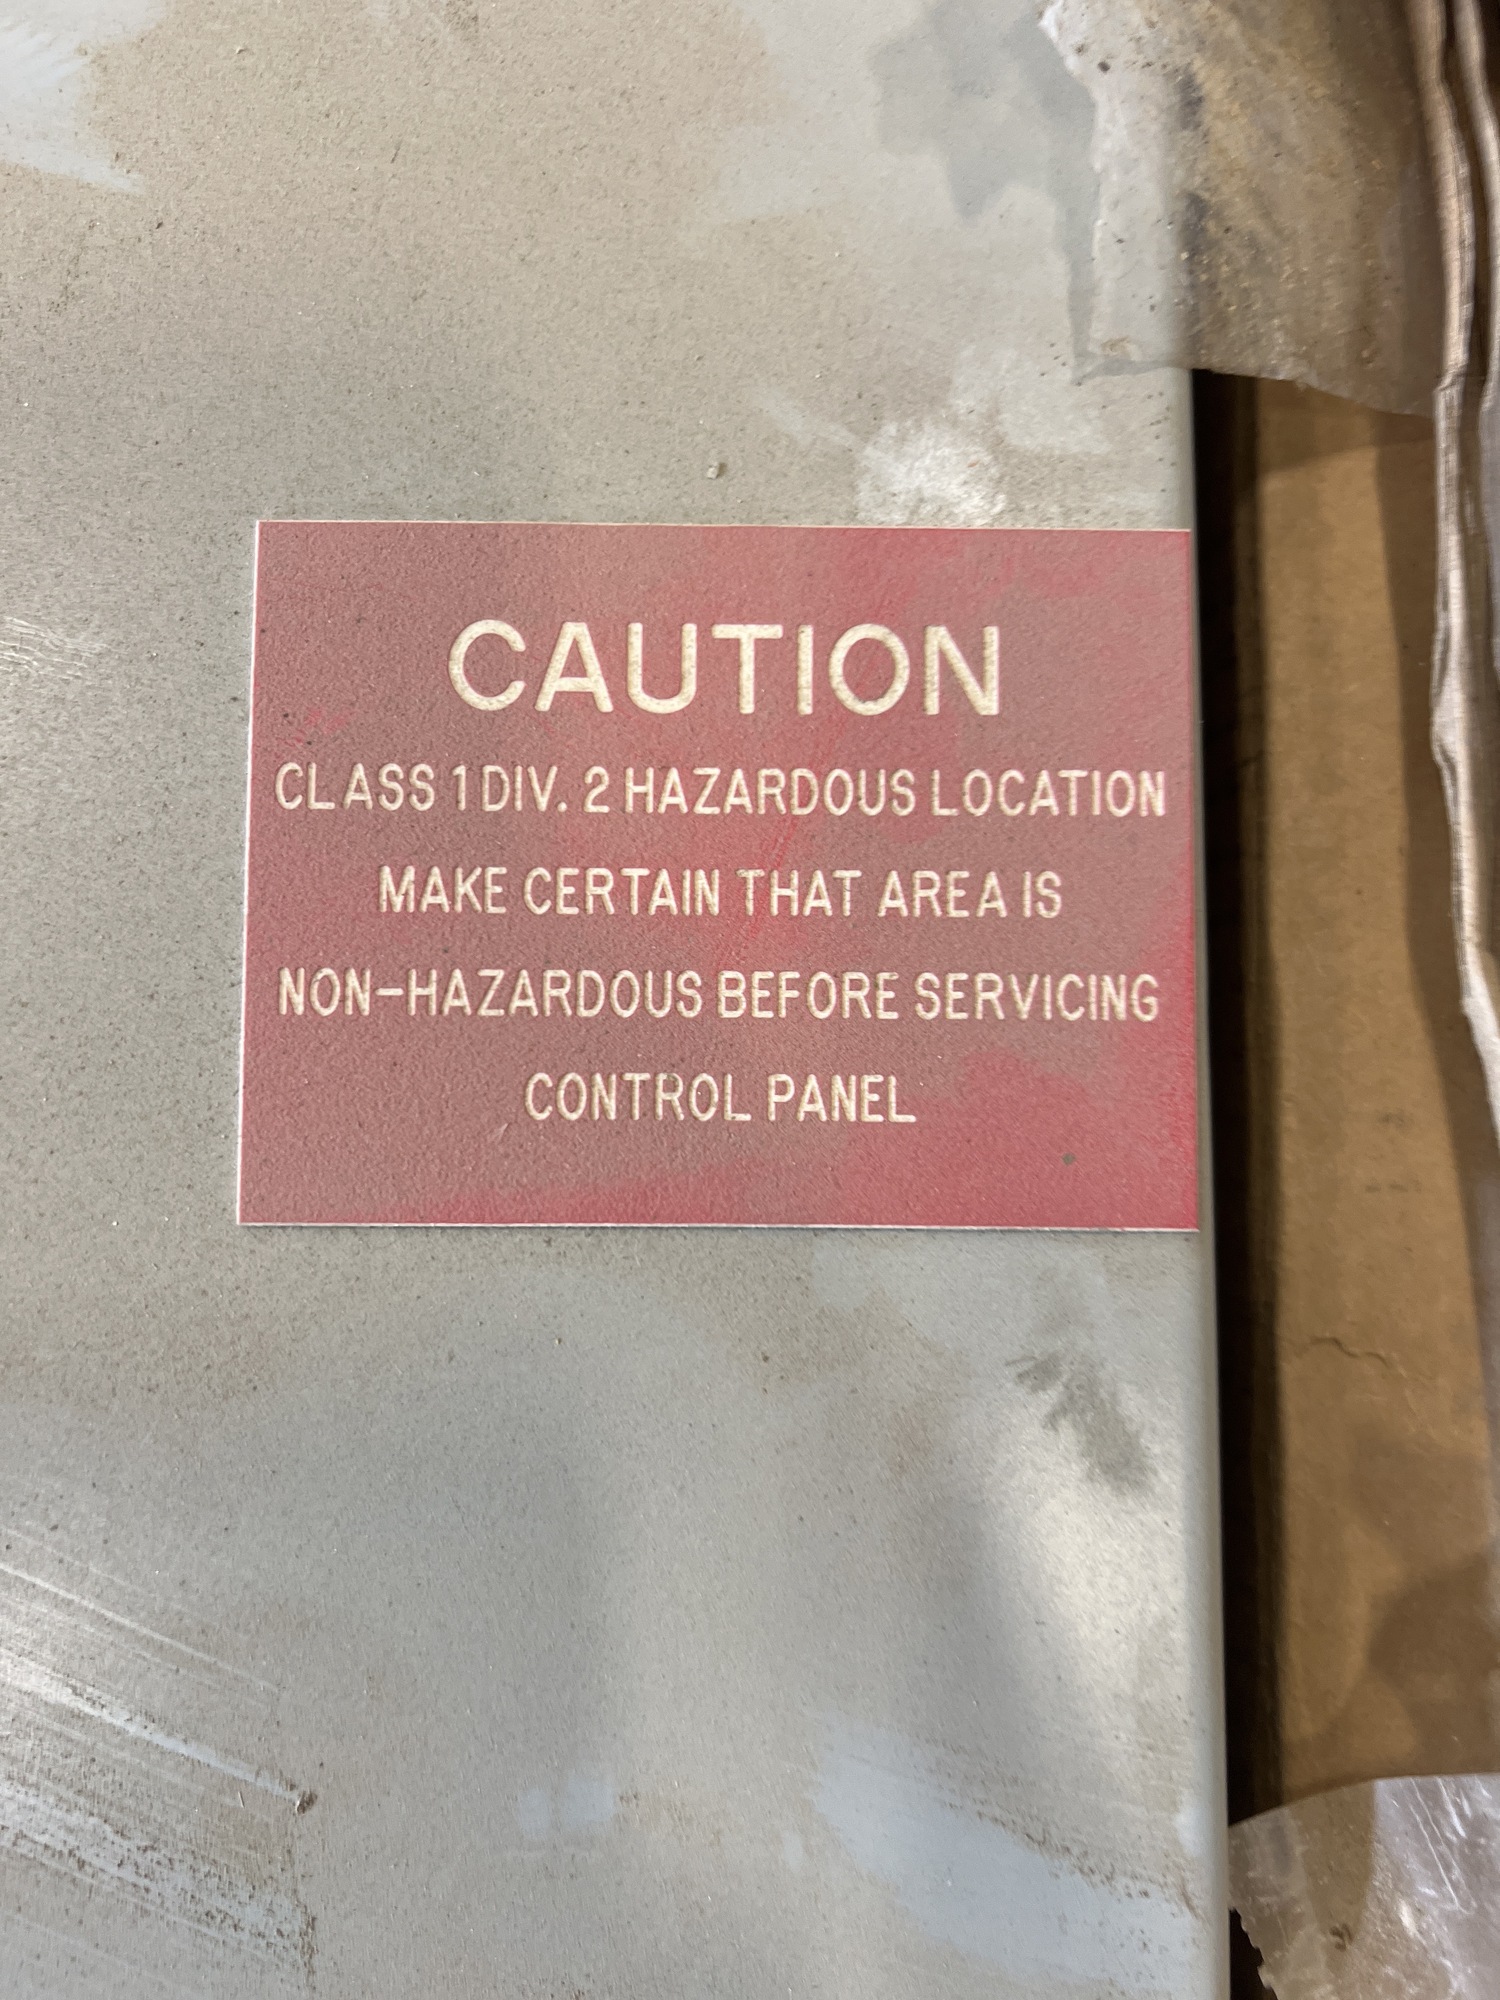 CAUTION
CLASS 1 DIV. 2 HAZARDOUS LOCATION
MAKE CERTAIN THAT AREA IS
NON-HAZARDOUS BEFORE SERVICING
CONTROL PANEL